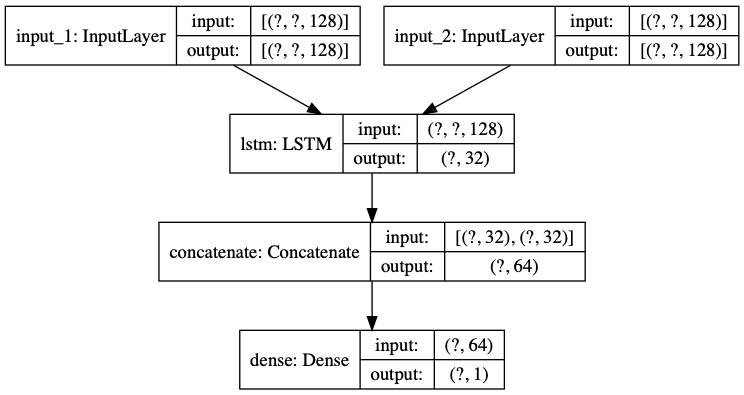 input_1: InputLayer
input: [(?, ?, 128)]
output: [(?, ?, 128)]
input_2: InputLayer
input: [(?, ?, 128)]
output: [(?, ?, 128)]
lstm: LSTM
input: (?, ?, 128)
output: (?, 32)
concatenate: Concatenate
input: [(?, 32), (?, 32)]
output: (?, 64)
dense: Dense
input: (?, 64)
output: (?, 1)